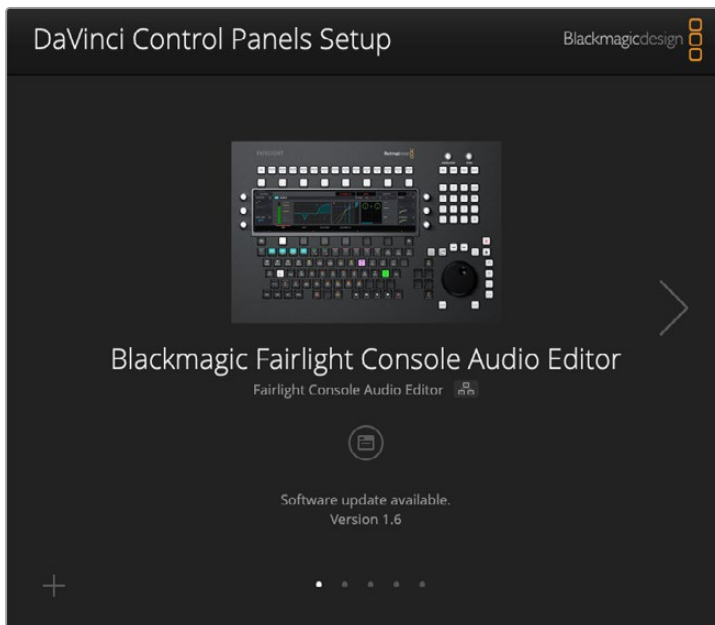 DaVinci Control Panels Setup
Blackmagicdesign
FAIRLIGHT
Blackmagic Fairlight Console Audio Editor
Fairlight Console Audio Editor
Software update available.
Version 1.6